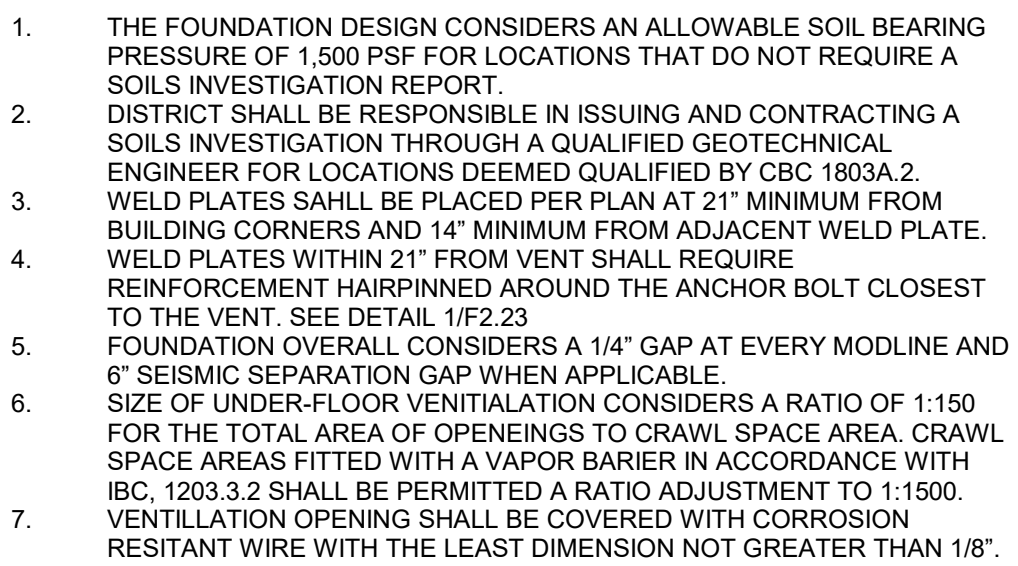 1. THE FOUNDATION DESIGN CONSIDERS AN ALLOWABLE SOIL BEARING
PRESSURE OF 1,500 PSF FOR LOCATIONS THAT DO NOT REQUIRE A
SOILS INVESTIGATION REPORT.
2. DISTRICT SHALL BE RESPONSIBLE IN ISSUING AND CONTRACTING A
SOILS INVESTIGATION THROUGH A QUALIFIED GEOTECHNICAL
ENGINEER FOR LOCATIONS DEEMED QUALIFIED BY CBC 1803A.2.
3. WELD PLATES SAHLL BE PLACED PER PLAN AT 21” MINIMUM FROM
BUILDING CORNERS AND 14” MINIMUM FROM ADJACENT WELD PLATE.
4. WELD PLATES WITHIN 21” FROM VENT SHALL REQUIRE
REINFORCEMENT HAIRPINNED AROUND THE ANCHOR BOLT CLOSEST
TO THE VENT. SEE DETAIL 1/F2.23
5. FOUNDATION OVERALL CONSIDERS A 1/4” GAP AT EVERY MODLINE AND
6” SEISMIC SEPARATION GAP WHEN APPLICABLE.
6. SIZE OF UNDER-FLOOR VENITIALATION CONSIDERS A RATIO OF 1:150
FOR THE TOTAL AREA OF OPENEINGS TO CRAWL SPACE AREA. CRAWL
SPACE AREAS FITTED WITH A VAPOR BARIER IN ACCORDANCE WITH
IBC, 1203.3.2 SHALL BE PERMITTED A RATIO ADJUSTMENT TO 1:1500.
7. VENTILLATION OPENING SHALL BE COVERED WITH CORROSION
RESITANT WIRE WITH THE LEAST DIMENSION NOT GREATER THAN 1/8”.